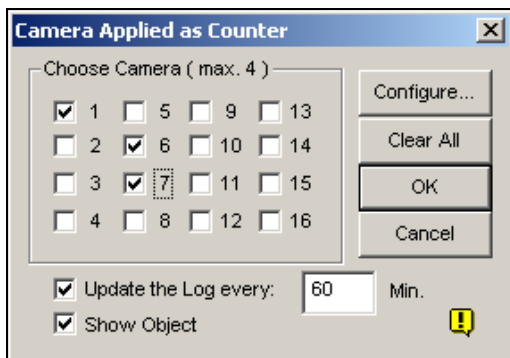 Camera Applied as Counter
Choose Camera ( max. 4 )
1 5 9 13
2 6 10 14
3 7 11 15
4 8 12 16
Configure...
Clear All
OK
Cancel
Update the Log every: 60 Min.
Show Object